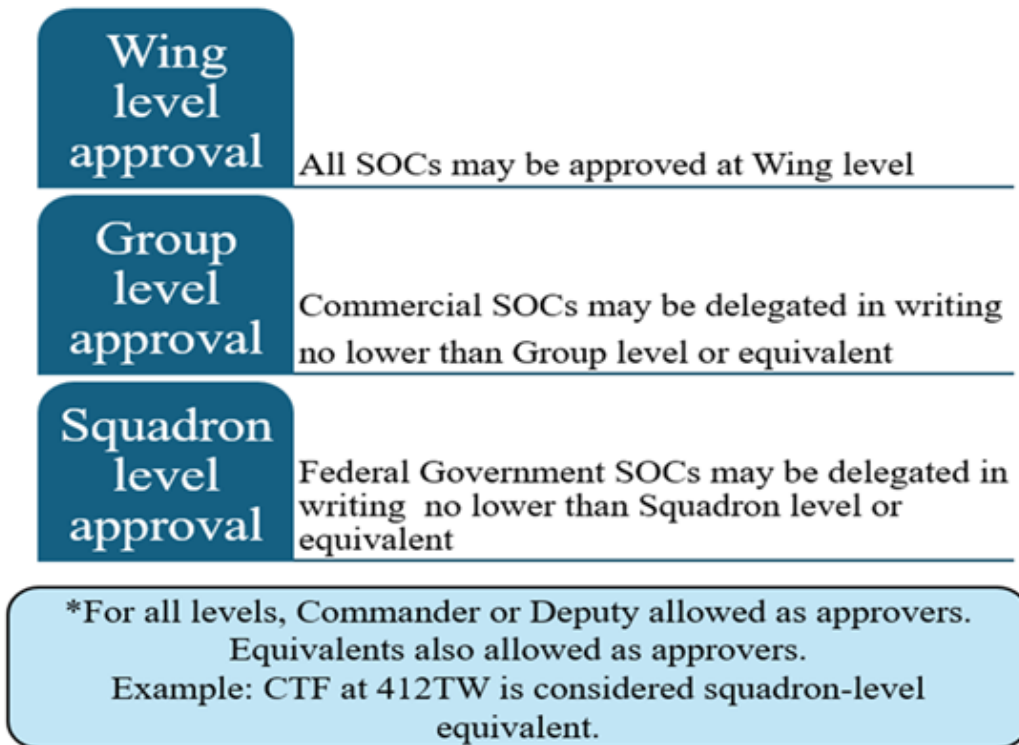 Wing
level
approval
All SOCs may be approved at Wing level
Group
level
approval
Commercial SOCs may be delegated in writing
no lower than Group level or equivalent
Squadron
level
approval
Federal Government SOCs may be delegated in
writing  no lower than Squadron level or
equivalent
*For all levels, Commander or Deputy allowed as approvers.
Equivalents also allowed as approvers.
Example: CTF at 412TW is considered squadron-level
equivalent.